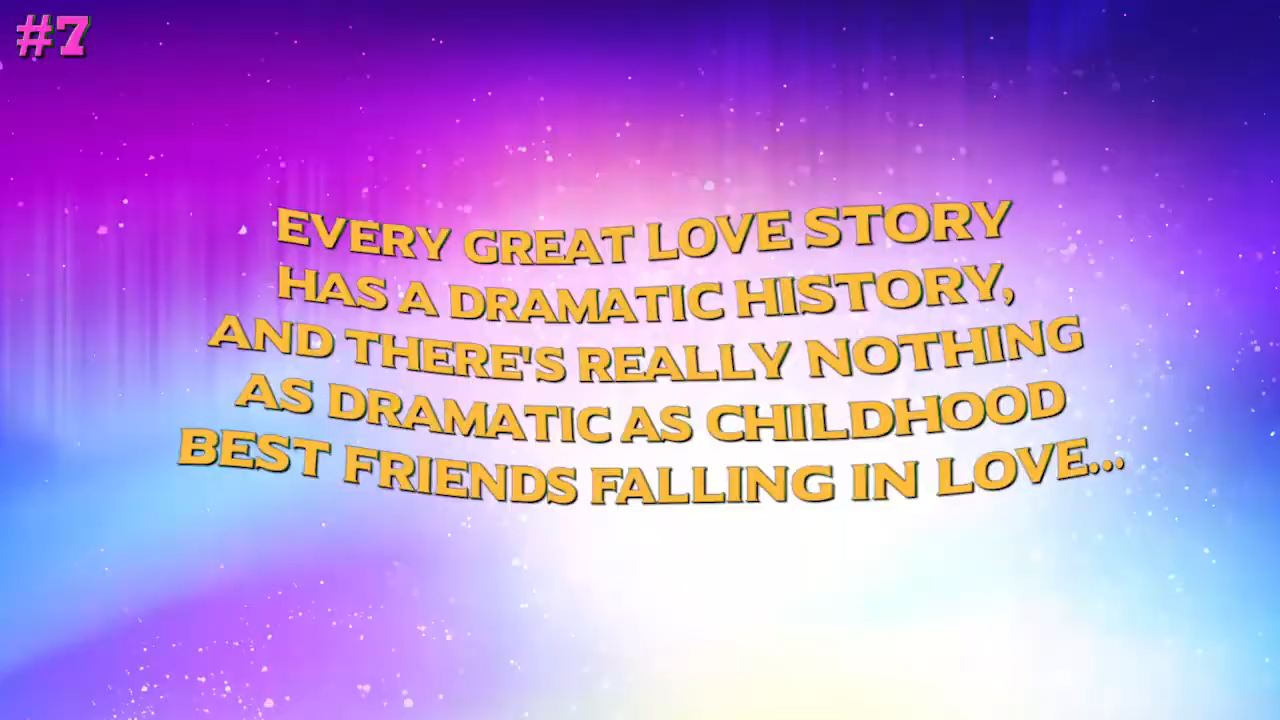 #7
EVERY GREAT LOVE STORY
HAS A DRAMATIC HISTORY,
AND THERE'S REALLY NOTHING
AS DRAMATIC AS CHILDHOOD
BEST FRIENDS FALLING IN LOVE...